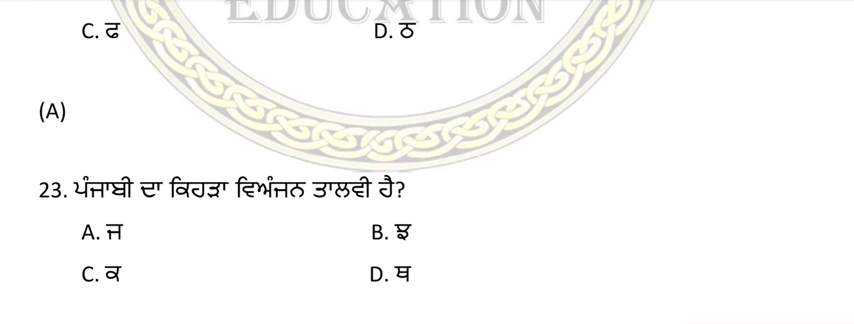 EDUCATION
C. ਫ D. ਠ
(A)
23. ਪੰਜਾਬੀ ਦਾ ਕਿਹੜਾ ਵਿਅੰਜਨ ਤਾਲਵੀ ਹੈ?
A. ਜ B. ਝ
C. ਕ D. ਥ